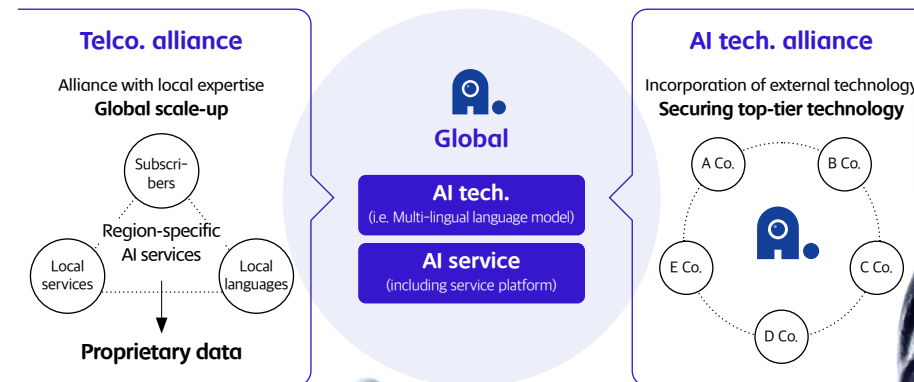 Telco. alliance
Alliance with local expertise
Global scale-up
Subscri-
bers
Region-specific
AI services
Local
services
Local
languages
Proprietary data
Global
AI tech.
(i.e. Multi-lingual language model)
AI service
(including service platform)
AI tech. alliance
Incorporation of external technology
Securing top-tier technology
A Co.
B Co.
E Co.
C Co.
D Co.